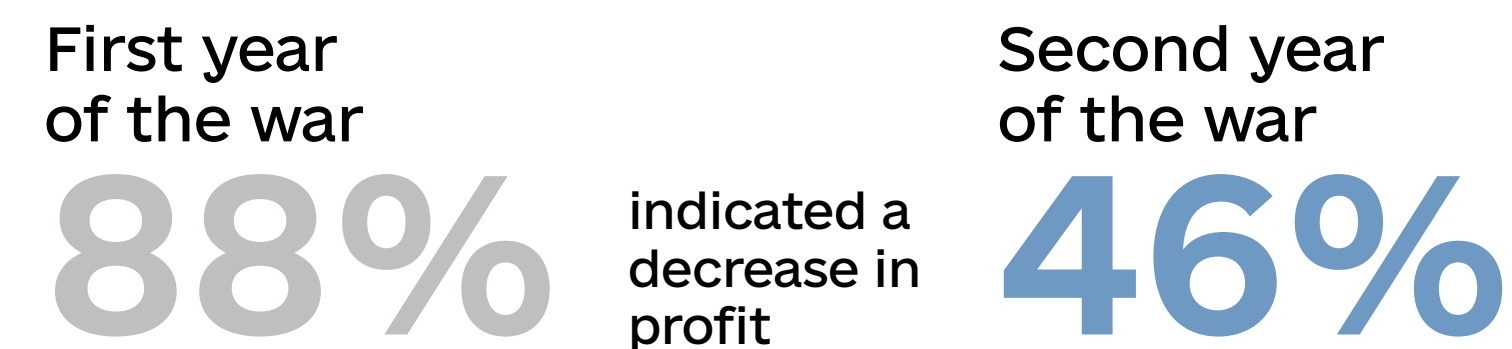 First year
of the war
88%
indicated a
decrease in
profit
Second year
of the war
46%